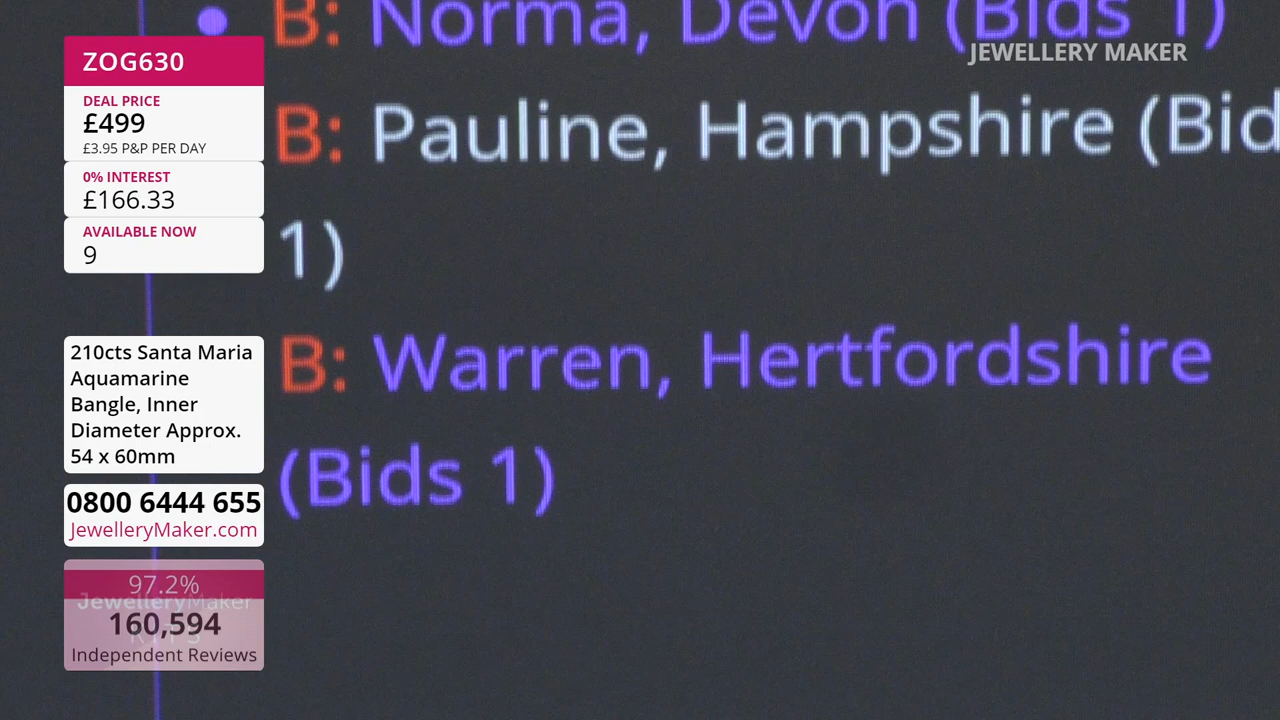 B: Norma, Devon (Bids 1)
JEWELLERY MAKER
ZOG630
DEAL PRICE
£499
£3.95 P&P PER DAY
0% INTEREST
£166.33
AVAILABLE NOW
9
B: Pauline, Hampshire (Bid
1)
B: Warren, Hertfordshire
(Bids 1)
210cts Santa Maria
Aquamarine
Bangle, Inner
Diameter Approx.
54 x 60mm
0800 6444 655
JewelleryMaker.com
97.2%
JewelleryMaker
160,594
Independent Reviews